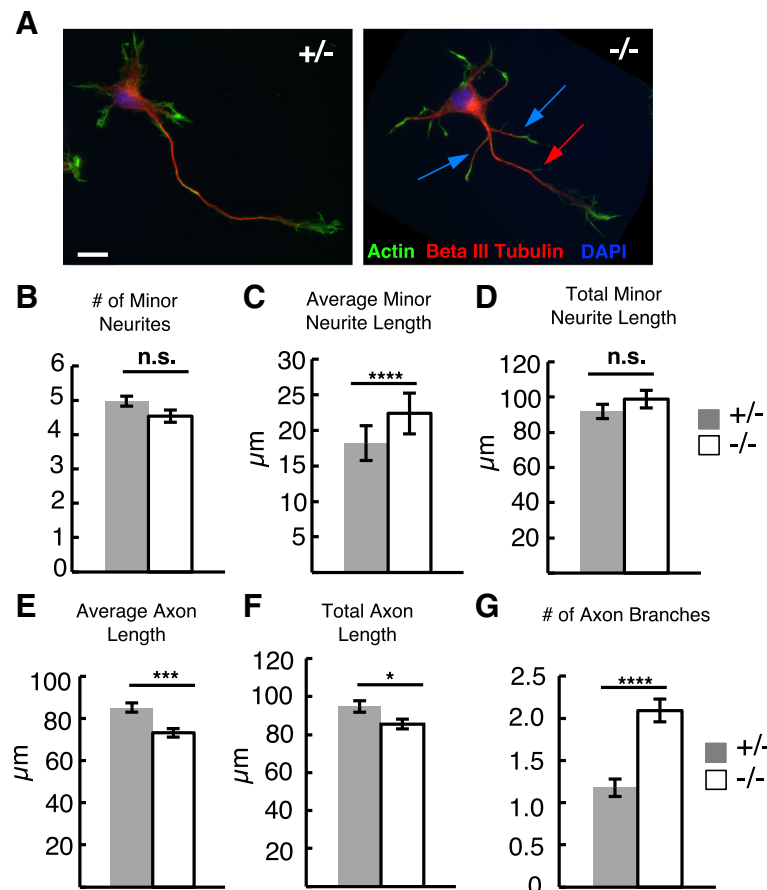 A
+/-
-/-
Actin Beta III Tubulin DAPI
B
# of Minor
Neurites
n.s.
6
5
4
3
2
1
0
C
Average Minor
Neurite Length
****
µm
30
25
20
15
10
5
D
Total Minor
Neurite Length
n.s.
µm
120
100
80
60
40
20
+/-
-/-
E
Average Axon
Length
***
µm
100
80
60
40
20
F
Total Axon
Length
*
µm
120
100
80
60
40
20
G
# of Axon Branches
****
2.5
2.0
1.5
1.0
0.5
0
+/-
-/-